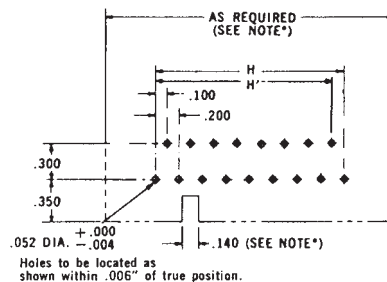 AS REQUIRED
(SEE NOTE*)
H
H'
.100
.200
.300
.350
.052 DIA. +.000
-.004
.140 (SEE NOTE*)
Holes to be located as
shown within .006" of true position.